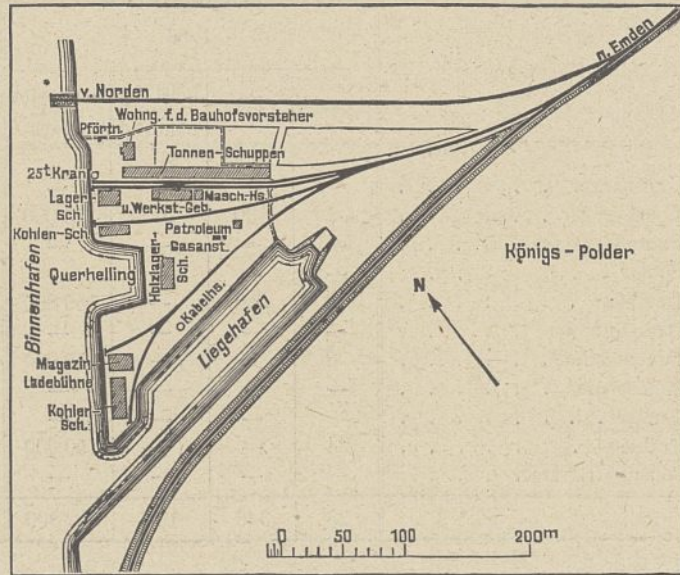 n. Emden
v. Norden
Wohng. f. d. Bauhofsvorsteher
Pförtn.
Tonnen-Schuppen
25t Kran
Lager-
Sch.
u. Werkst.-Geb.
Masch.-Hs.
Kohlen-Sch.
Petroleum
Gasanst.
Holzlager-
Sch.
Querhelling
Binnenhafen
Königs-Polder
N
Kabelhs.
Liegehafen
Magazin
Ladebühne
Kohlen
Sch.
0 50 100 200m